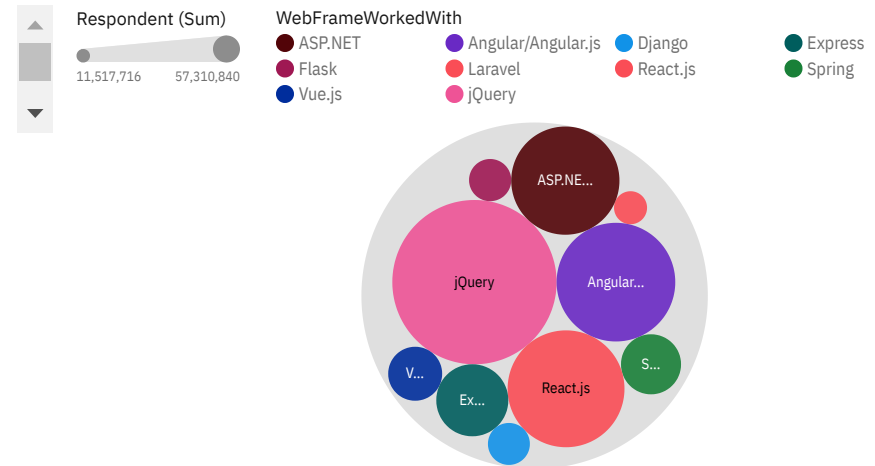 Respondent (Sum)
11,517,716 57,310,840
WebFrameWorkedWith
ASP.NET Angular/Angular.js Django Express
Flask Laravel React.js Spring
Vue.js jQuery
ASP.NE...
jQuery
Angular...
S...
V...
React.js
Ex...